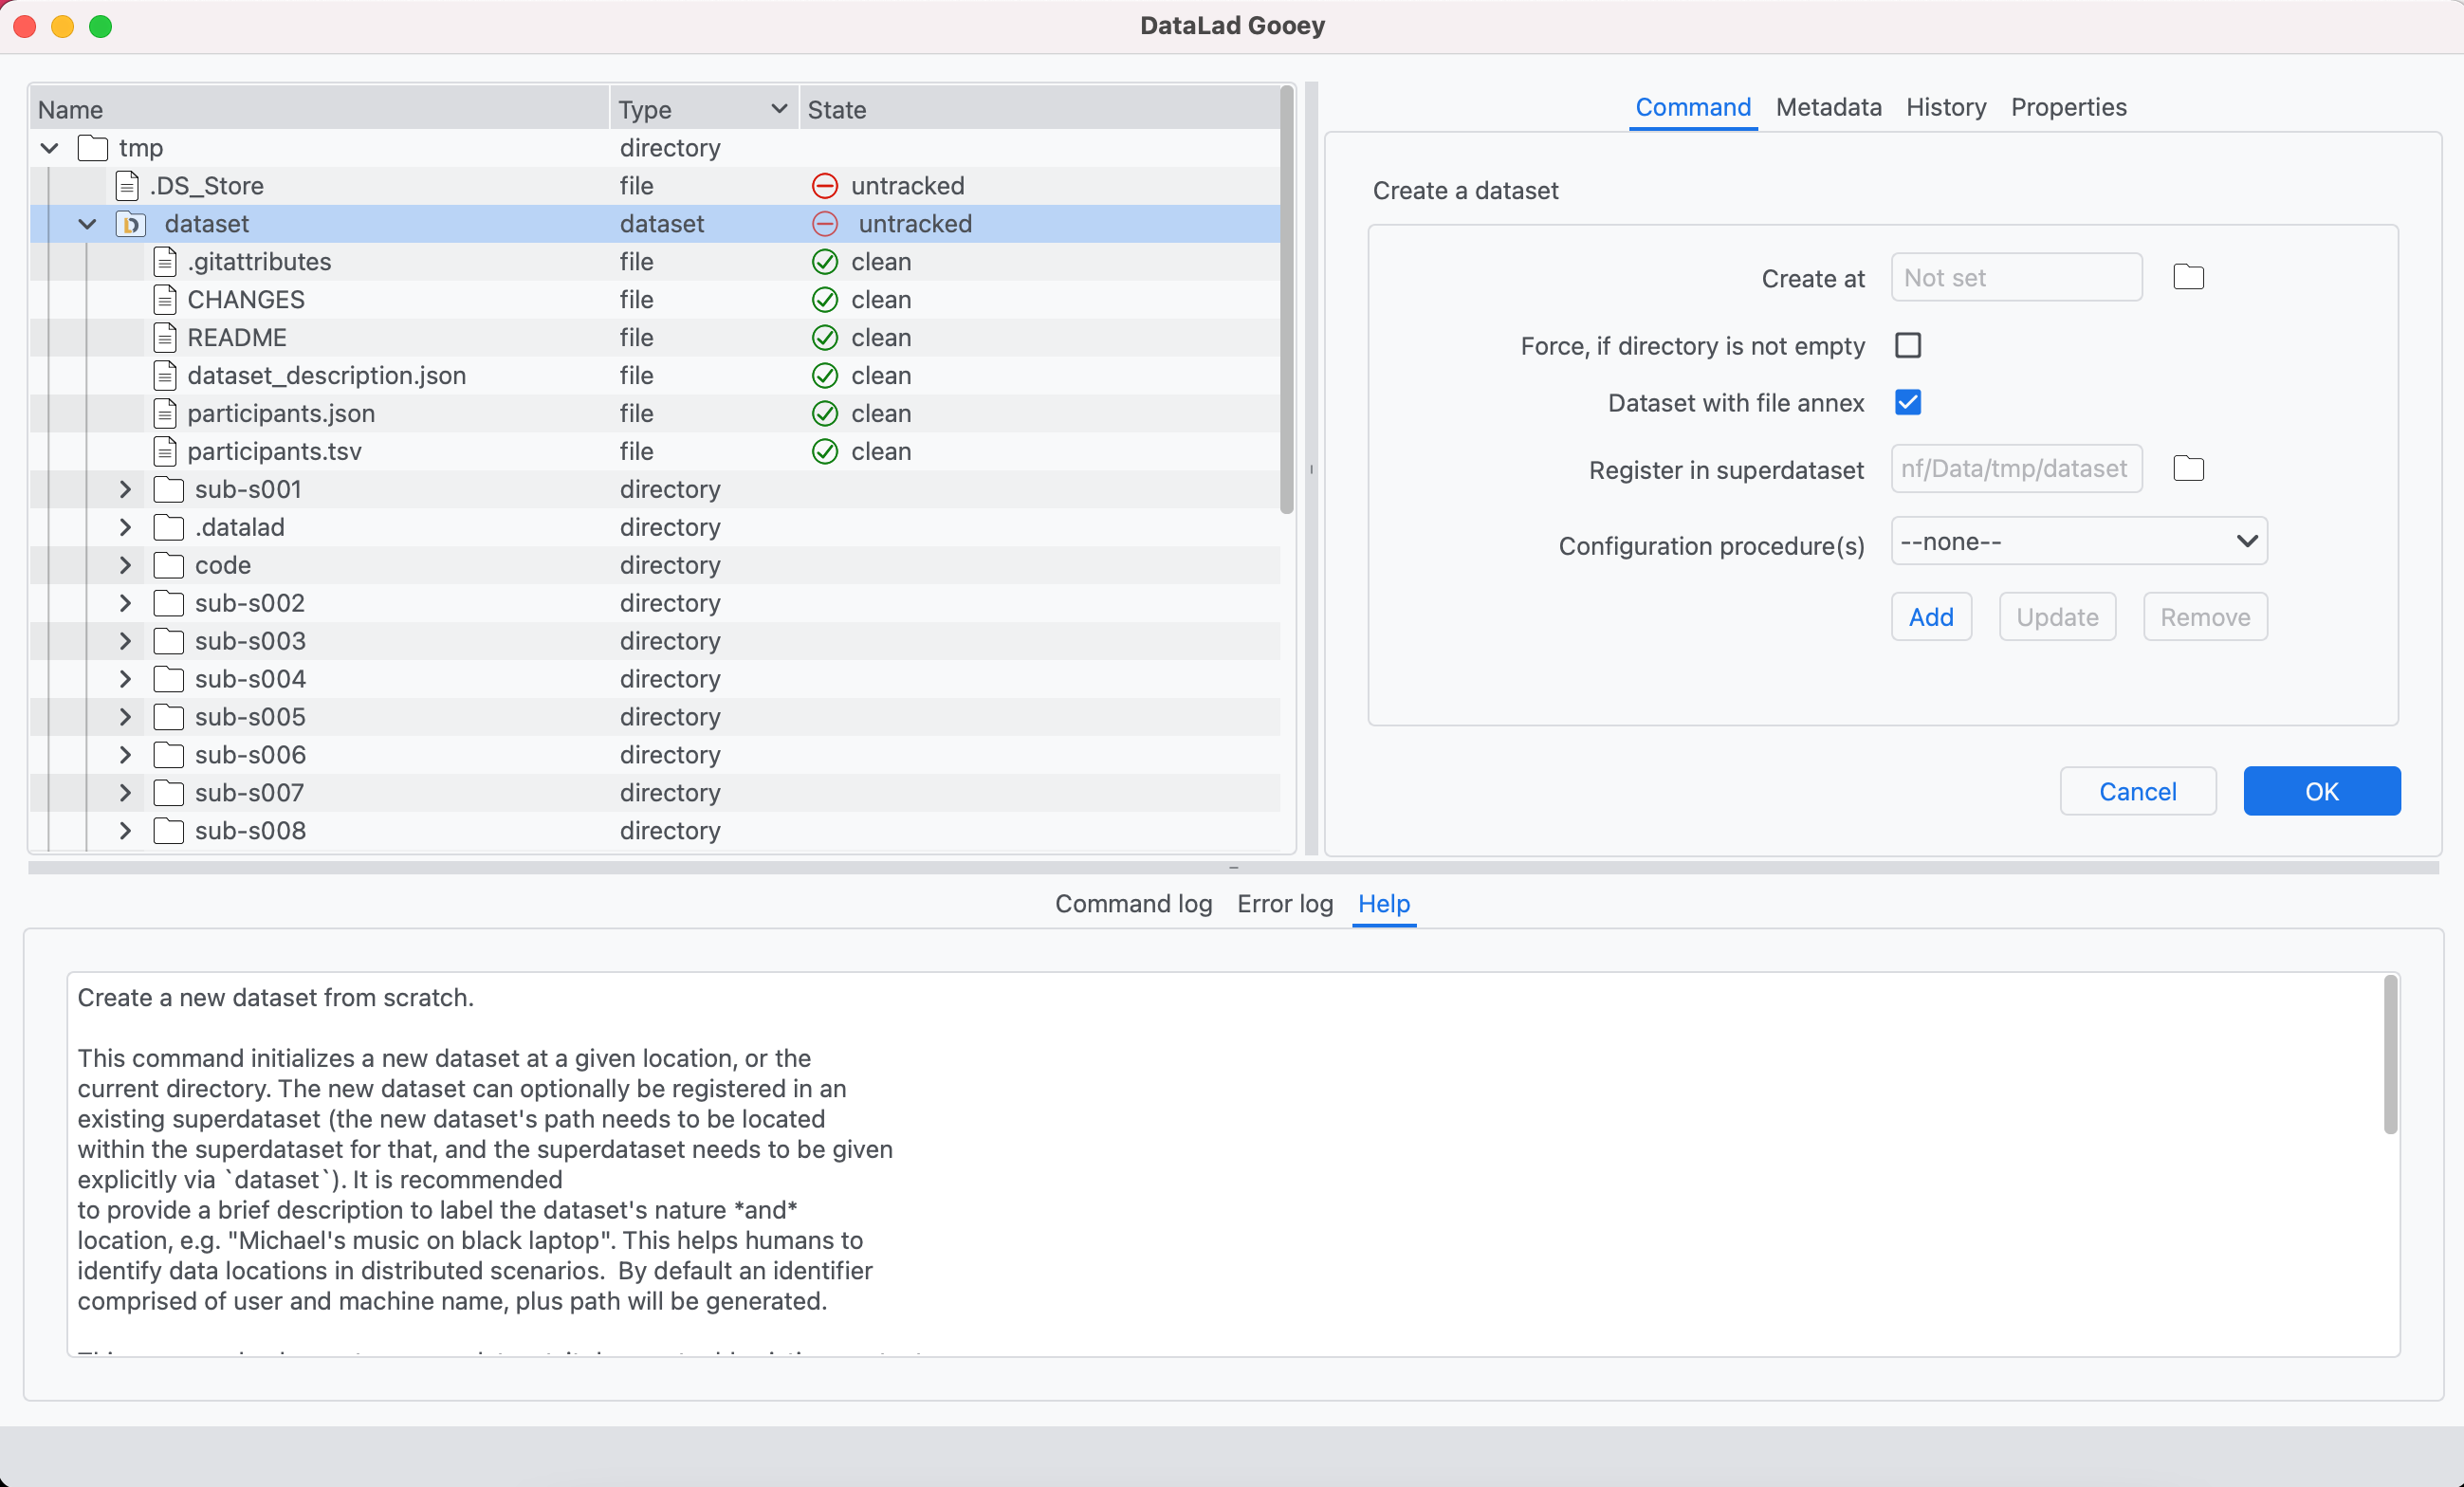 DataLad Gooey
Name Type State
tmp directory
.DS_Store file untracked
dataset dataset untracked
.gitattributes file clean
CHANGES file clean
README file clean
dataset_description.json file clean
participants.json file clean
participants.tsv file clean
sub-s001 directory
.datalad directory
code directory
sub-s002 directory
sub-s003 directory
sub-s004 directory
sub-s005 directory
sub-s006 directory
sub-s007 directory
sub-s008 directory
Command Metadata History Properties
Create a dataset
Create at Not set
Force, if directory is not empty
Dataset with file annex
Register in superdataset nf/Data/tmp/dataset
Configuration procedure(s) --none--
Add Update Remove
Cancel OK
Command log Error log Help
Create a new dataset from scratch.
This command initializes a new dataset at a given location, or the
current directory. The new dataset can optionally be registered in an
existing superdataset (the new dataset's path needs to be located
within the superdataset for that, and the superdataset needs to be given
explicitly via `dataset`). It is recommended
to provide a brief description to label the dataset's nature *and*
location, e.g. "Michael's music on black laptop". This helps humans to
identify data locations in distributed scenarios.  By default an identifier
comprised of user and machine name, plus path will be generated.